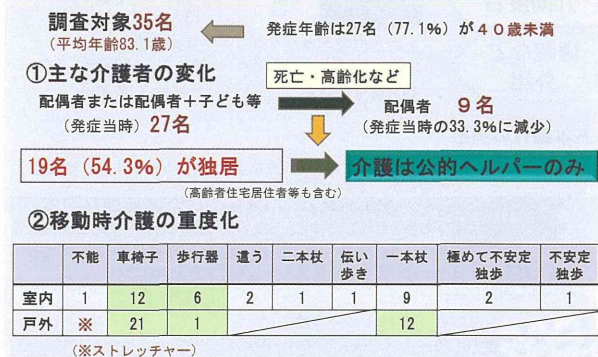 調査対象35名
(平均年齢83.1歳)
発症年齢は27名(77.1%)が40歳未満
①主な介護者の変化
死亡・高齢化など
配偶者または配偶者＋子ども等
(発症当時) 27名
配偶者 9名
(発症当時の33.3%に減少)
19名(54.3%)が独居
介護は公的ヘルパーのみ
(高齢者住宅居住者等も含む)
②移動時介護の重度化
不能 車椅子 歩行器 這う 二本杖 伝い歩き 一本杖 極めて不安定独歩 不安定独歩
室内 1 12 6 2 1 1 9 2 1
戸外 ※ 21 1 12
(※ストレッチャー)